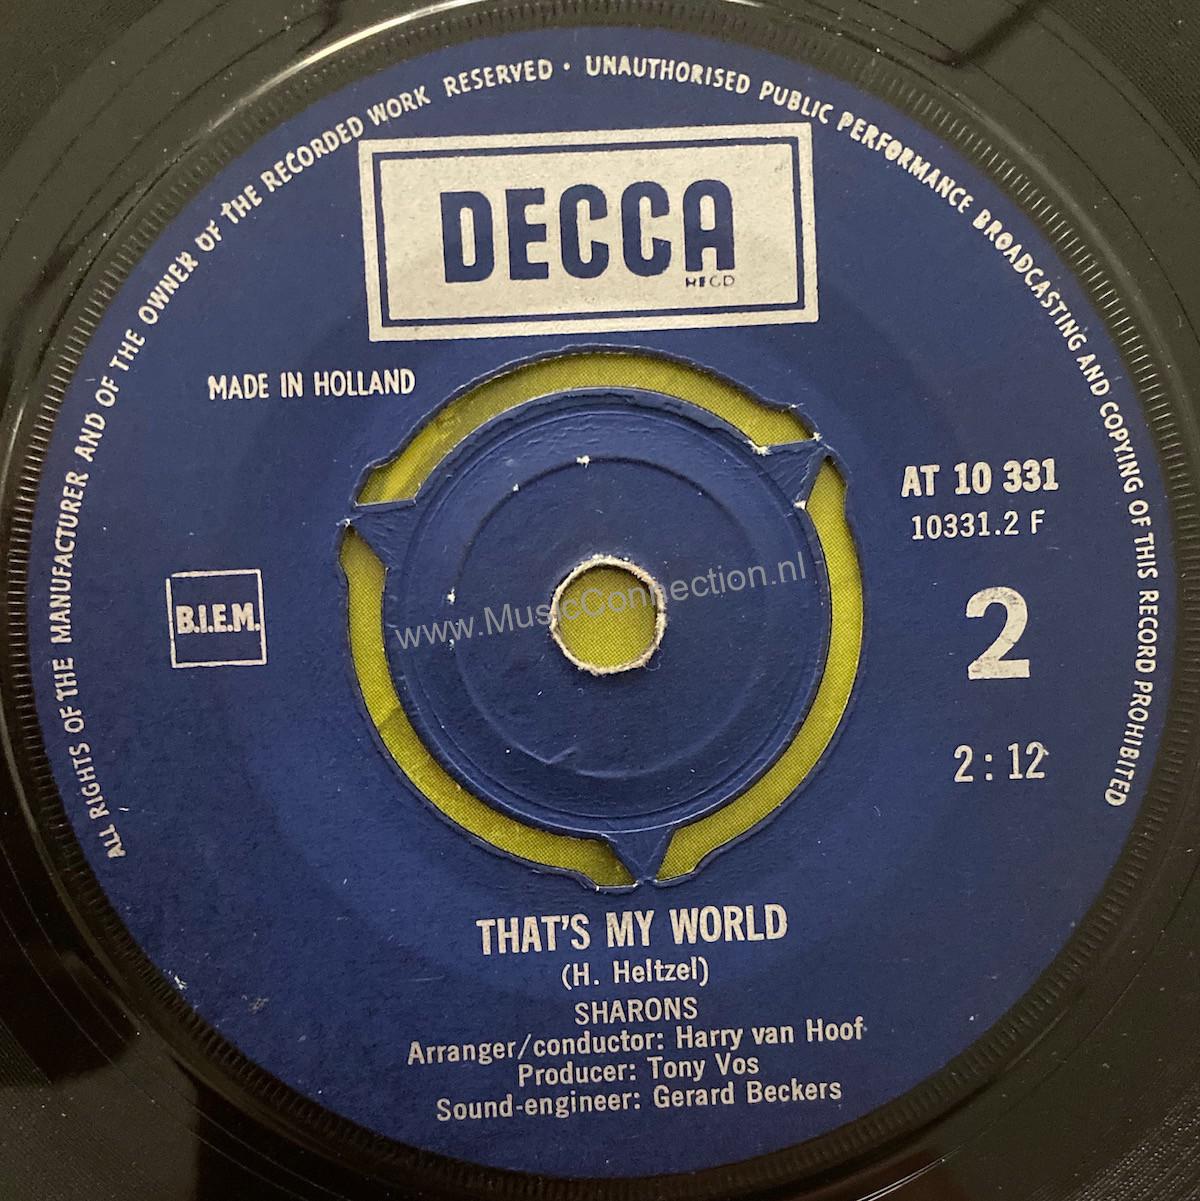 ALL RIGHTS OF THE MANUFACTURER AND OF THE OWNER OF THE RECORDED WORK RESERVED · UNAUTHORISED PUBLIC PERFORMANCE BROADCASTING AND COPYING OF THIS RECORD PROHIBITED
DECCA
REGD
MADE IN HOLLAND
AT 10 331
10331.2 F
B.I.E.M.
2
2:12
www.MusicConnection.nl
THAT'S MY WORLD
(H. Heltzel)
SHARONS
Arranger/conductor: Harry van Hoof
Producer: Tony Vos
Sound-engineer: Gerard Beckers